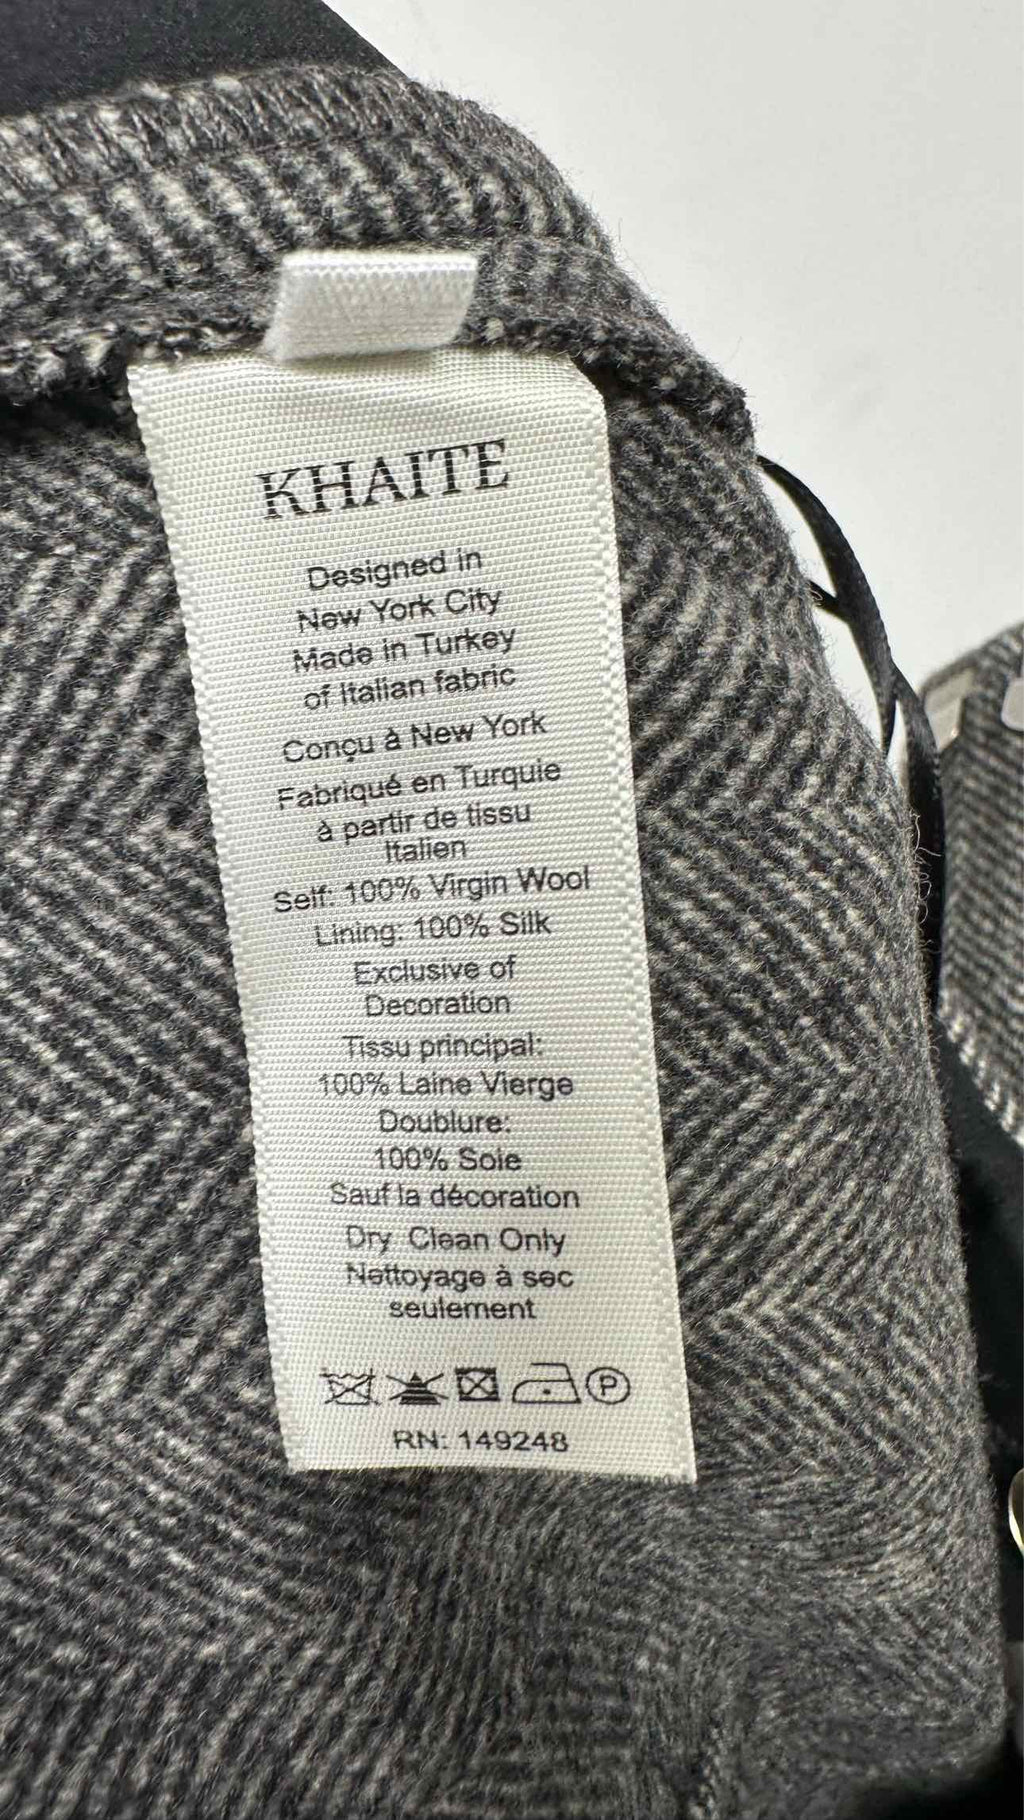 KHAITE
Designed in
New York City
Made in Turkey
of Italian fabric
Conçu à New York
Fabriqué en Turquie
à partir de tissu
Italien
Self: 100% Virgin Wool
Lining: 100% Silk
Exclusive of
Decoration
Tissu principal:
100% Laine Vierge
Doublure:
100% Soie
Sauf la décoration
Dry Clean Only
Nettoyage à sec
seulement
P
RN: 149248